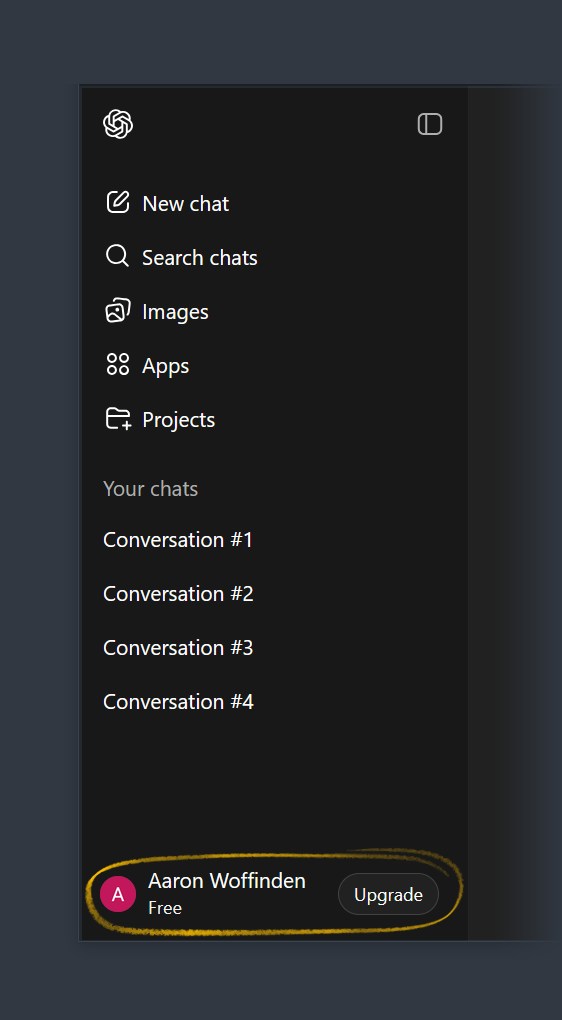 New chat
Search chats
Images
Apps
Projects
Your chats
Conversation #1
Conversation #2
Conversation #3
Conversation #4
A
Aaron Woffinden
Free
Upgrade